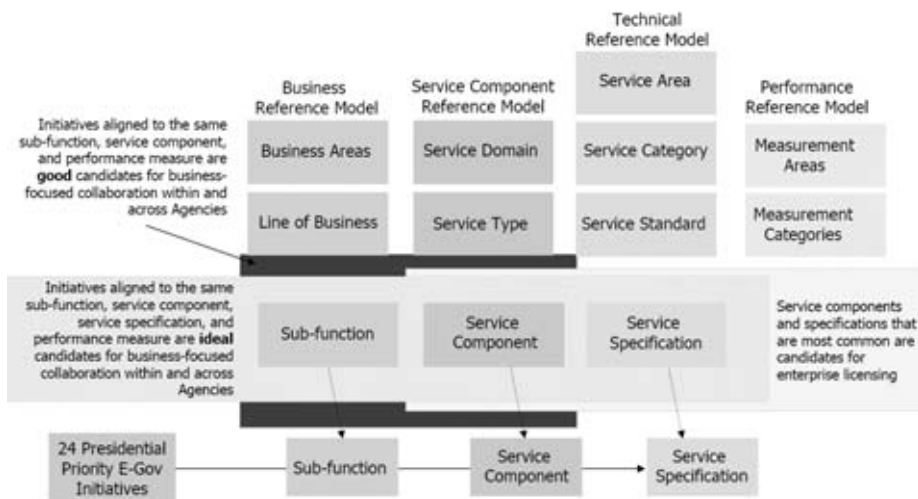 Technical
Reference Model
Service Area
Business
Reference Model
Service Component
Reference Model
Performance
Reference Model
Initiatives aligned to the same
sub-function, service component,
and performance measure are
good candidates for business-
focused collaboration within and
across Agencies
Business Areas
Service Domain
Service Category
Measurement
Areas
Line of Business
Service Type
Service Standard
Measurement
Categories
Initiatives aligned to the same
sub-function, service component,
service specification, and
performance measure are ideal
candidates for business-focused
collaboration within and across
Agencies
Sub-function
Service
Component
Service
Specification
Service components
and specifications that
are most common are
candidates for
enterprise licensing
24 Presidential
Priority E-Gov
Initiatives
Sub-function
Service
Component
Service
Specification